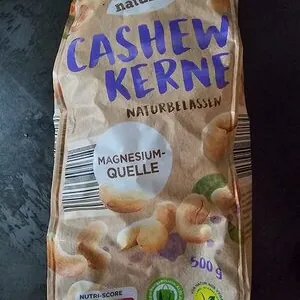 CASHEW
KERNE
NATURBELASSEN
MAGNESIUM-
QUELLE
500 g
NUTRI-SCORE